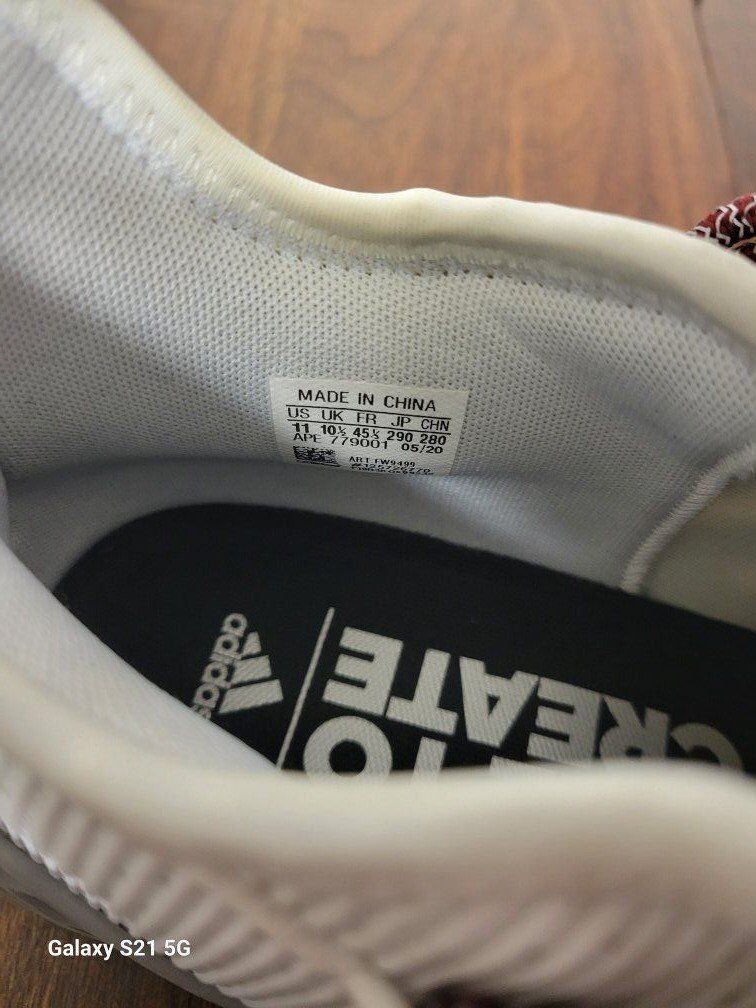 MADE IN CHINA
US UK FR JP CHN
11 10½ 45⅓ 290 280
APE 779001 05/20
ART FW9499
adidas
TO
CREATE
Galaxy S21 5G